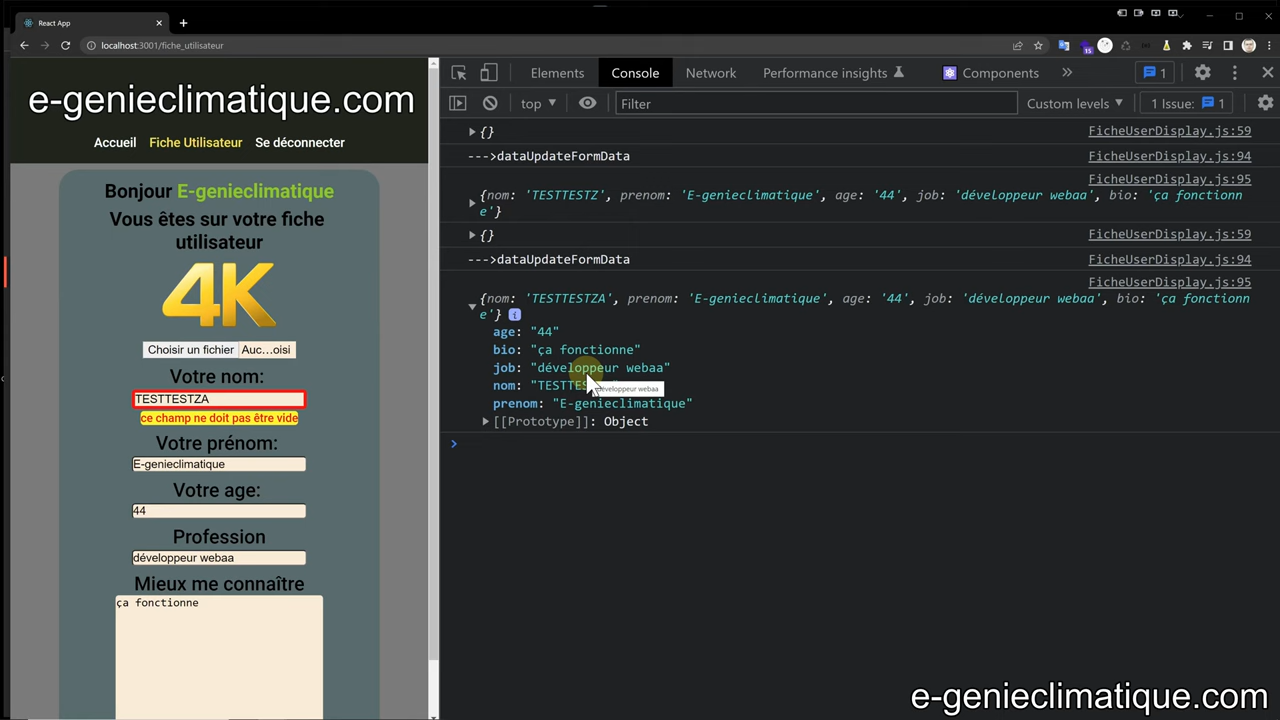 React App
localhost:3001/fiche_utilisateur
e-genieclimatique.com
Accueil Fiche Utilisateur Se déconnecter
Bonjour E-genieclimatique
Vous êtes sur votre fiche
utilisateur
4K
Choisir un fichier Auc...oisi
Votre nom:
TESTTESTZA
ce champ ne doit pas être vide
Votre prénom:
E-genieclimatique
Votre age:
44
Profession
développeur webaa
Mieux me connaître
ça fonctionne
Elements Console Network Performance insights Components 1
top Filter Custom levels 1 Issue: 1
{} FicheUserDisplay.js:59
--->dataUpdateFormData FicheUserDisplay.js:94
FicheUserDisplay.js:95
{nom: 'TESTTESTZ', prenom: 'E-genieclimatique', age: '44', job: 'développeur webaa', bio: 'ça fonctionn
e'}
{} FicheUserDisplay.js:59
--->dataUpdateFormData FicheUserDisplay.js:94
FicheUserDisplay.js:95
{nom: 'TESTTESTZA', prenom: 'E-genieclimatique', age: '44', job: 'développeur webaa', bio: 'ça fonctionn
e'} i
age: "44"
bio: "ça fonctionne"
job: "développeur webaa"
nom: "TESTTES
développeur webaa
prenom: "E-genieclimatique"
[[Prototype]]: Object
e-genieclimatique.com